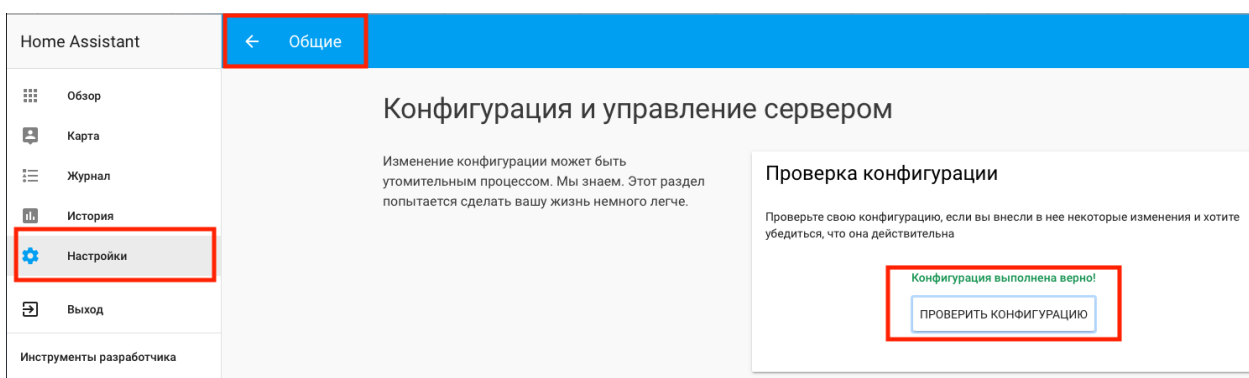 Home Assistant
Общие
Обзор
Карта
Журнал
История
Настройки
Выход
Инструменты разработчика
Конфигурация и управление сервером
Изменение конфигурации может быть
утомительным процессом. Мы знаем. Этот раздел
попытается сделать вашу жизнь немного легче.
Проверка конфигурации
Проверьте свою конфигурацию, если вы внесли в нее некоторые изменения и хотите
убедиться, что она действительна
Конфигурация выполнена верно!
ПРОВЕРИТЬ КОНФИГУРАЦИЮ